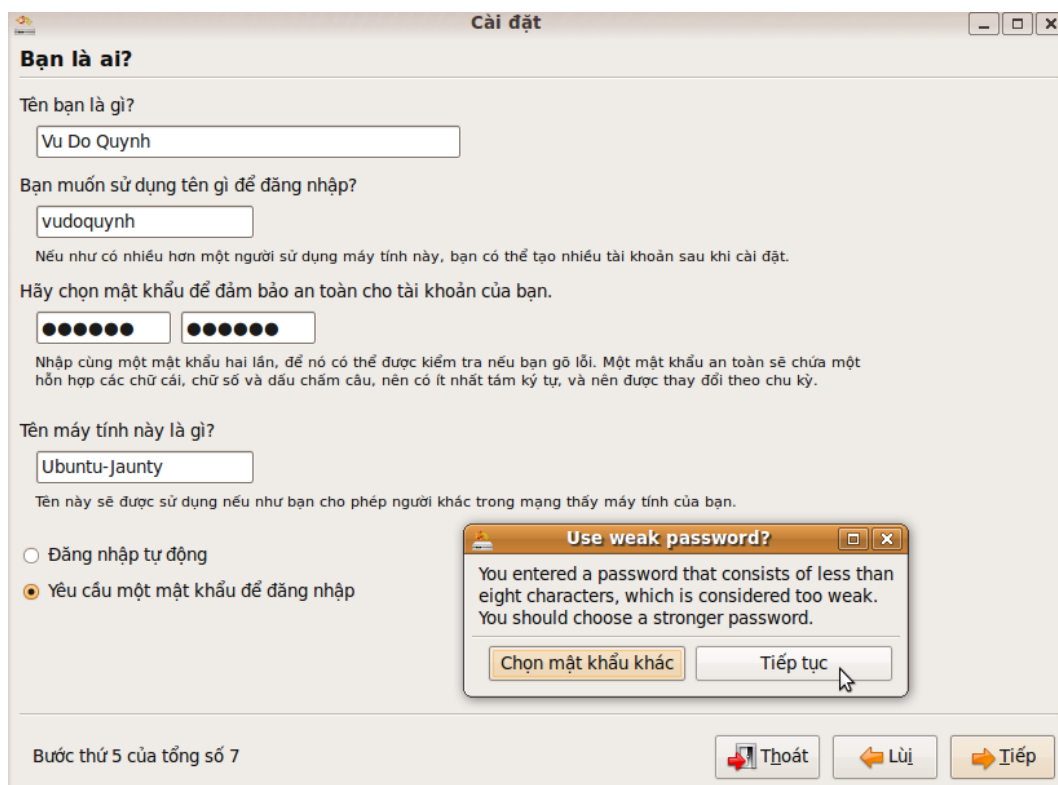 Cài đặt
Bạn là ai?
Tên bạn là gì?
Vu Do Quynh
Bạn muốn sử dụng tên gì để đăng nhập?
vudoquynh
Nếu như có nhiều hơn một người sử dụng máy tính này, bạn có thể tạo nhiều tài khoản sau khi cài đặt.
Hãy chọn mật khẩu để đảm bảo an toàn cho tài khoản của bạn.
●●●●●● ●●●●●●
Nhập cùng một mật khẩu hai lần, để nó có thể được kiểm tra nếu bạn gõ lỗi. Một mật khẩu an toàn sẽ chứa một
hỗn hợp các chữ cái, chữ số và dấu chấm câu, nên có ít nhất tám ký tự, và nên được thay đổi theo chu kỳ.
Tên máy tính này là gì?
Ubuntu-Jaunty
Tên này sẽ được sử dụng nếu như bạn cho phép người khác trong mạng thấy máy tính của bạn.
Đăng nhập tự động
Yêu cầu một mật khẩu để đăng nhập
Use weak password?
You entered a password that consists of less than
eight characters, which is considered too weak.
You should choose a stronger password.
Chọn mật khẩu khác Tiếp tục
Bước thứ 5 của tổng số 7
Thoát Lùi Tiếp